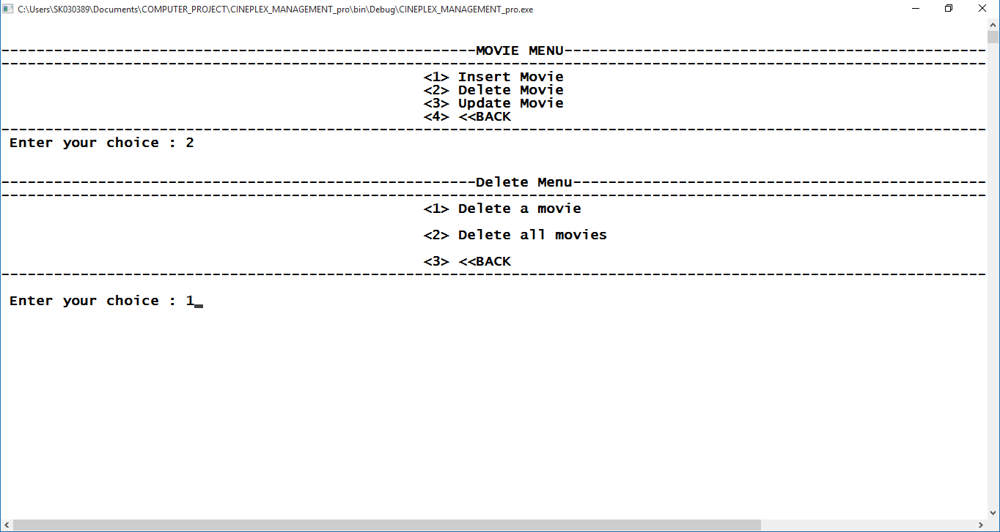 C:\Users\SK030389\Documents\COMPUTER_PROJECT\CINEPLEX_MANAGEMENT_pro\bin\Debug\CINEPLEX_MANAGEMENT_pro.exe
------------------------------------------------------MOVIE MENU------------------------------------------------
----------------------------------------------------------------------------------------------------------------
<1> Insert Movie
<2> Delete Movie
<3> Update Movie
<4> <<BACK
----------------------------------------------------------------------------------------------------------------
Enter your choice : 2
------------------------------------------------------Delete Menu-----------------------------------------------
----------------------------------------------------------------------------------------------------------------
<1> Delete a movie
<2> Delete all movies
<3> <<BACK
----------------------------------------------------------------------------------------------------------------
Enter your choice : 1_